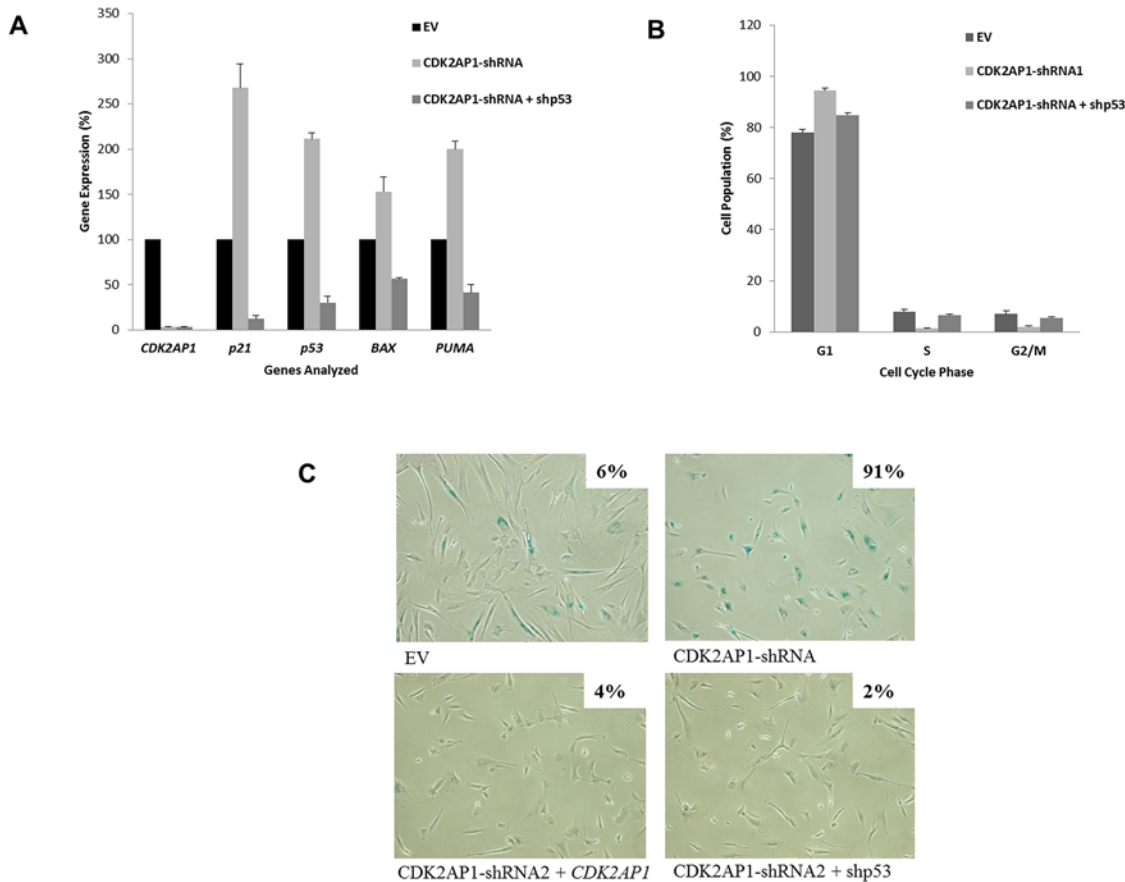 A
Gene Expression (%)
350
300
250
200
150
100
50
0
EV
CDK2AP1-shRNA
CDK2AP1-shRNA + shp53
CDK2AP1 p21 p53 BAX PUMA
Genes Analyzed
B
Cell Population (%)
120
100
80
60
40
20
0
EV
CDK2AP1-shRNA1
CDK2AP1-shRNA + shp53
G1 S G2/M
Cell Cycle Phase
C
6% 91%
EV CDK2AP1-shRNA
4% 2%
CDK2AP1-shRNA2 + CDK2AP1 CDK2AP1-shRNA2 + shp53